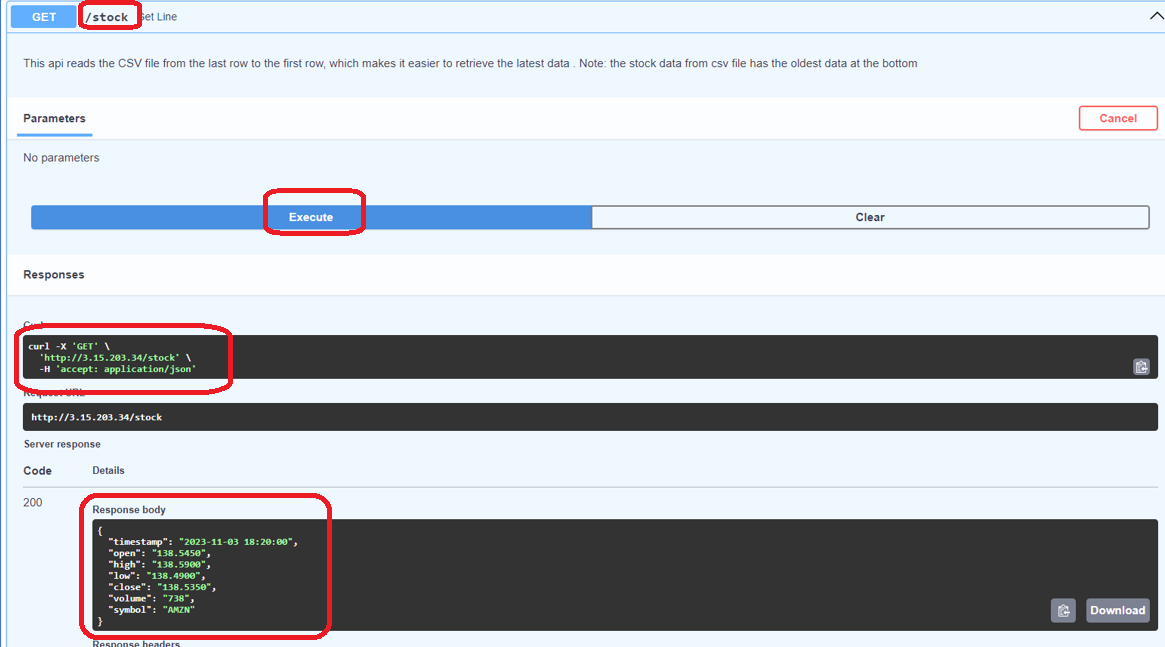 GET /stock Get Line
This api reads the CSV file from the last row to the first row, which makes it easier to retrieve the latest data . Note: the stock data from csv file has the oldest data at the bottom
Parameters
Cancel
No parameters
Execute
Clear
Responses
Curl
curl -X 'GET' \
'http://3.15.203.34/stock' \
-H 'accept: application/json'
Request URL
http://3.15.203.34/stock
Server response
Code Details
200
Response body
{
"timestamp": "2023-11-03 18:20:00",
"open": "138.5450",
"high": "138.5900",
"low": "138.4900",
"close": "138.5350",
"volume": "738",
"symbol": "AMZN"
}
Download
Response headers